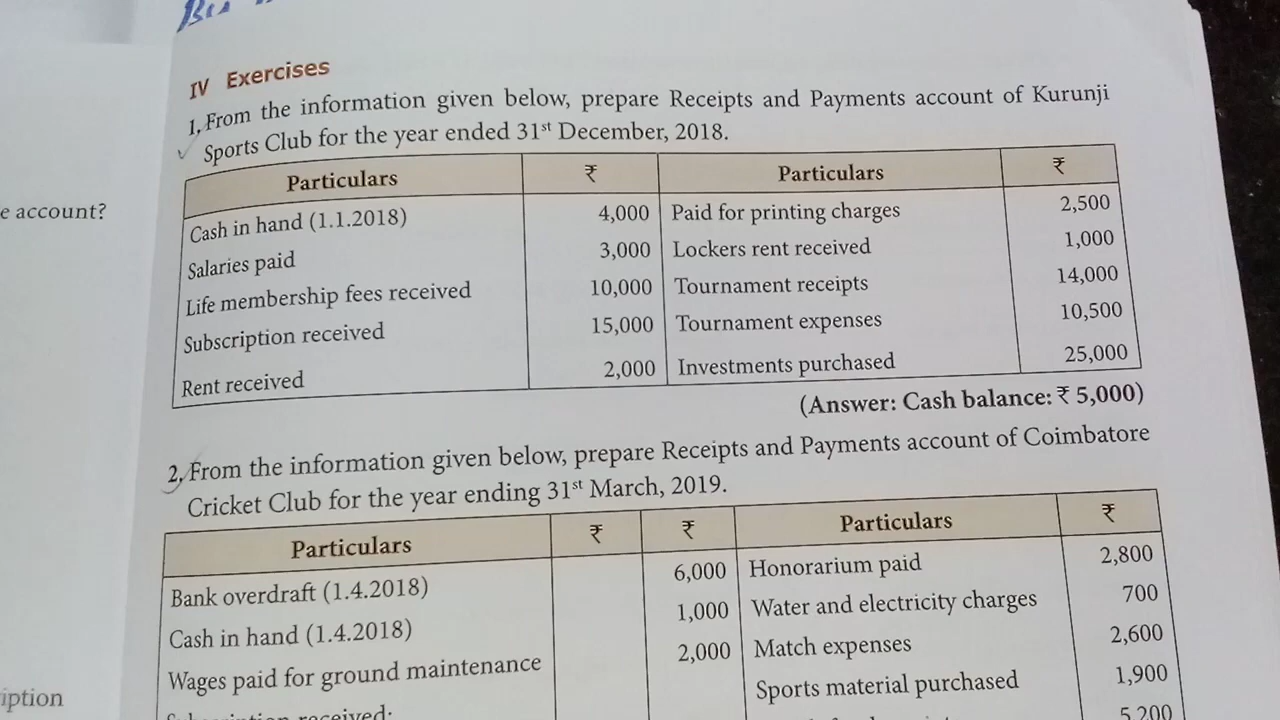 IV Exercises
1, From the information given below, prepare Receipts and Payments account of Kurunji
Sports Club for the year ended 31st December, 2018.
Particulars ₹ Particulars ₹
Cash in hand (1.1.2018) 4,000 Paid for printing charges 2,500
Salaries paid 3,000 Lockers rent received 1,000
Life membership fees received 10,000 Tournament receipts 14,000
Subscription received 15,000 Tournament expenses 10,500
Rent received 2,000 Investments purchased 25,000
(Answer: Cash balance: ₹ 5,000)
2, From the information given below, prepare Receipts and Payments account of Coimbatore
Cricket Club for the year ending 31st March, 2019.
Particulars ₹ ₹ Particulars ₹
Bank overdraft (1.4.2018) 6,000 Honorarium paid 2,800
Cash in hand (1.4.2018) 1,000 Water and electricity charges 700
Wages paid for ground maintenance 2,000 Match expenses 2,600
Sports material purchased 1,900
received: 5,200
e account?
iption